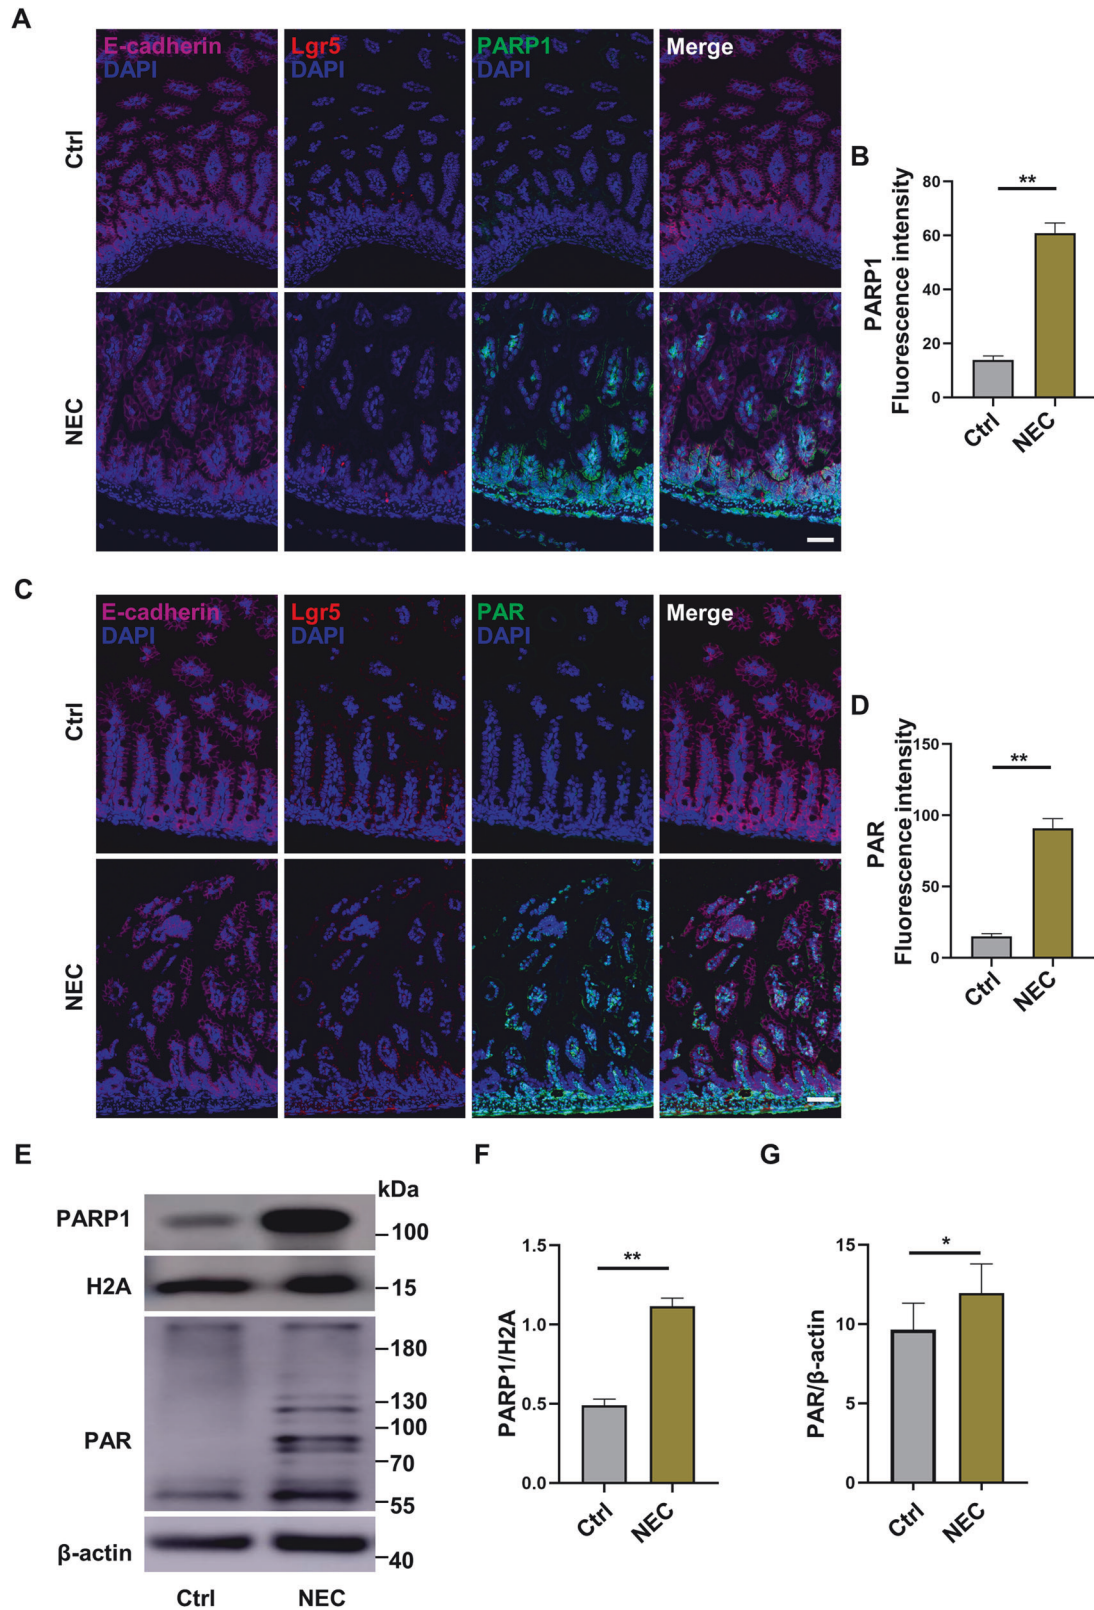 A
E-cadherin
DAPI
Lgr5
DAPI
PARP1
DAPI
Merge
Ctrl
NEC
B
PARP1
Fluorescence intensity
80
60
40
20
0
**
Ctrl
NEC
C
E-cadherin
DAPI
Lgr5
DAPI
PAR
DAPI
Merge
Ctrl
NEC
D
PAR
Fluorescence intensity
150
100
50
0
**
Ctrl
NEC
E
kDa
PARP1
100
H2A
15
PAR
180
130
100
70
55
β-actin
40
Ctrl
NEC
F
PARP1/H2A
1.5
1.0
0.5
0.0
**
Ctrl
NEC
G
PAR/β-actin
15
10
5
0
*
Ctrl
NEC